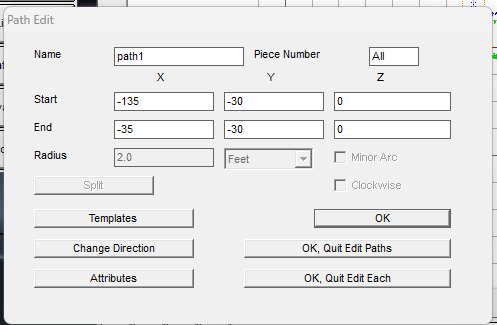 Path Edit
Name path1 Piece Number All
X Y Z
Start -135 -30 0
End -35 -30 0
Radius 2.0 Feet Minor Arc
Split Clockwise
Templates OK
Change Direction OK, Quit Edit Paths
Attributes OK, Quit Edit Each